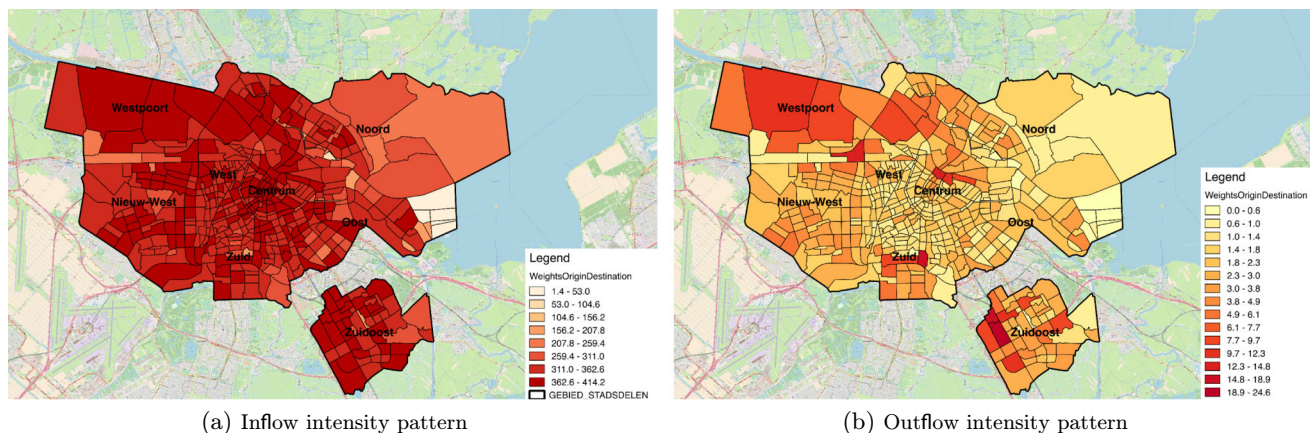 Westpoort
Noord
West
Centrum
Nieuw-West
Oost
Zuid
Zuidoost
Legend
WeightsOriginDestination
1.4 - 53.0
53.0 - 104.6
104.6 - 156.2
156.2 - 207.8
207.8 - 259.4
259.4 - 311.0
311.0 - 362.6
362.6 - 414.2
GEBIED_STADSDELEN
(a) Inflow intensity pattern
Westpoort
Noord
West
Centrum
Nieuw-West
Oost
Zuid
Zuidoost
Legend
WeightsOriginDestination
0.0 - 0.6
0.6 - 1.0
1.0 - 1.4
1.4 - 1.8
1.8 - 2.3
2.3 - 3.0
3.0 - 3.8
3.8 - 4.9
4.9 - 6.1
6.1 - 7.7
7.7 - 9.7
9.7 - 12.3
12.3 - 14.8
14.8 - 18.9
18.9 - 24.6
(b) Outflow intensity pattern